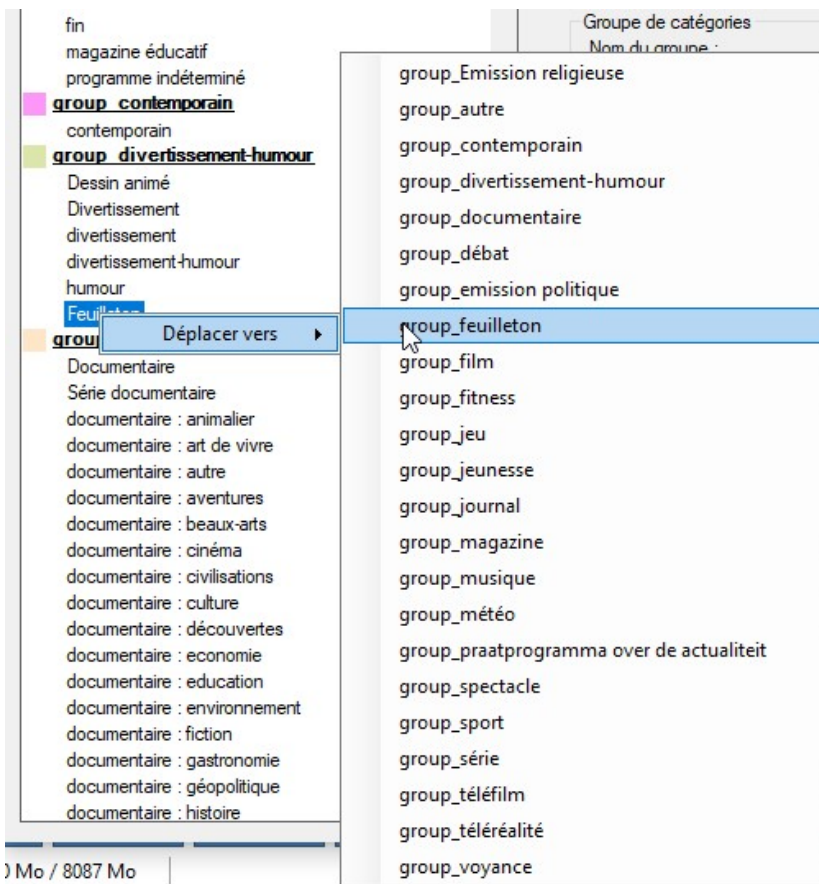 fin
magazine éducatif
programme indéterminé
group_contemporain
contemporain
group_divertissement-humour
Dessin animé
Divertissement
divertissement
divertissement-humour
humour
Documentaire
Série documentaire
documentaire : animalier
documentaire : art de vivre
documentaire : autre
documentaire : aventures
documentaire : beaux-arts
documentaire : cinéma
documentaire : civilisations
documentaire : culture
documentaire : découvertes
documentaire : economie
documentaire : education
documentaire : environnement
documentaire : fiction
documentaire : gastronomie
documentaire : géopolitique
documentaire : histoire
Mo / 8087 Mo
Déplacer vers
Groupe de catégories
Nom du groupe :
group_Emission religieuse
group_autre
group_contemporain
group_divertissement-humour
group_documentaire
group_débat
group_emission politique
group_feuilleton
group_film
group_fitness
group_jeu
group_jeunesse
group_journal
group_magazine
group_musique
group_météo
group_praatprogramma over de actualiteit
group_spectacle
group_sport
group_série
group_téléfilm
group_téléréalité
group_voyance